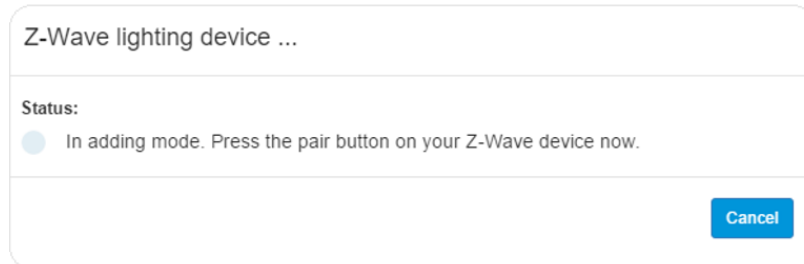 Z-Wave lighting device ...
Status:
In adding mode. Press the pair button on your Z-Wave device now.
Cancel